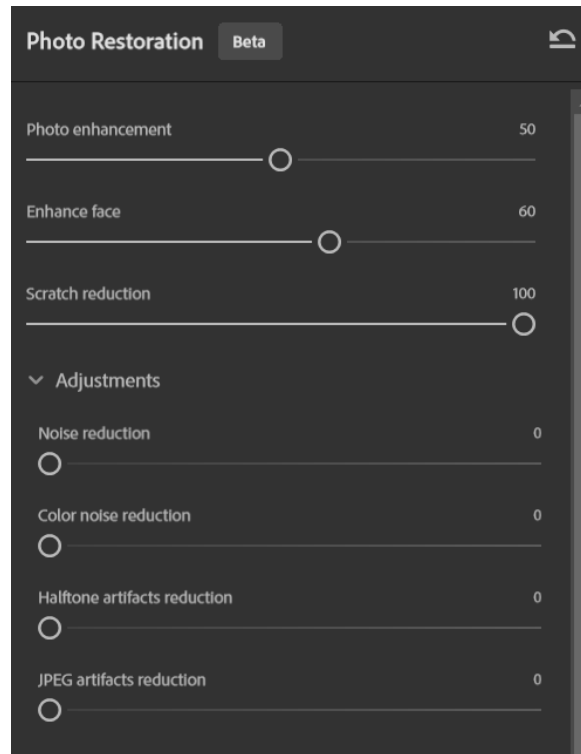 Photo Restoration Beta
Photo enhancement 50
Enhance face 60
Scratch reduction 100
Adjustments
Noise reduction 0
Color noise reduction 0
Halftone artifacts reduction 0
JPEG artifacts reduction 0